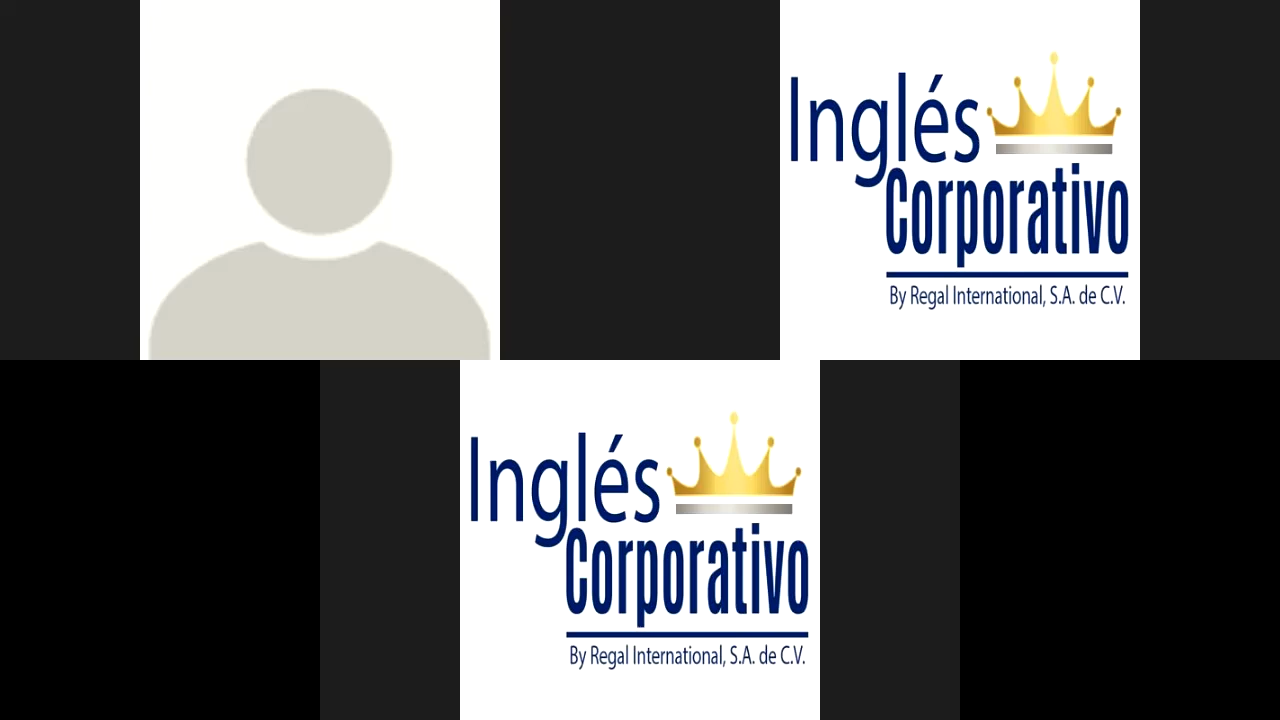 Inglés
Corporativo
By Regal International, S.A. de C.V.
Inglés
Corporativo
By Regal International, S.A. de C.V.